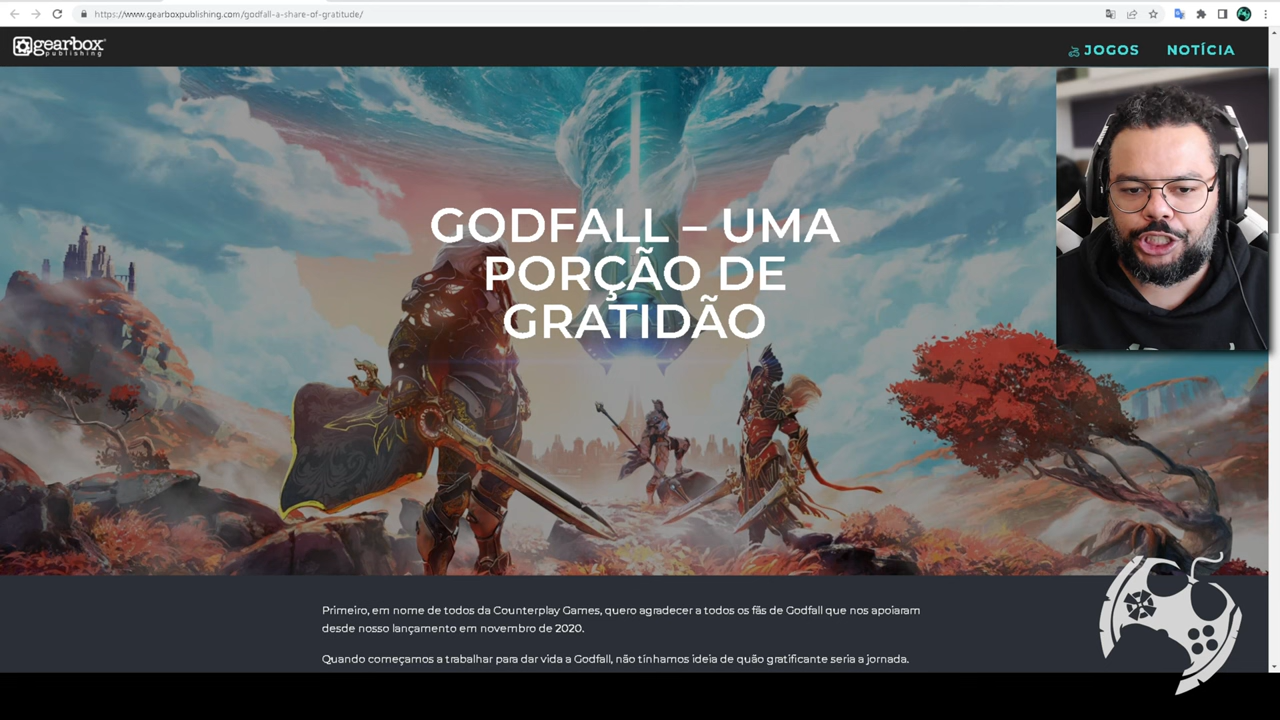 https://www.gearboxpublishing.com/godfall-a-share-of-gratitude/
gearbox
publishing
JOGOS
NOTÍCIA
GODFALL – UMA
PORÇÃO DE
GRATIDÃO
Primeiro, em nome de todos da Counterplay Games, quero agradecer a todos os fãs de Godfall que nos apoiaram
desde nosso lançamento em novembro de 2020.
Quando começamos a trabalhar para dar vida a Godfall, não tínhamos ideia de quão gratificante seria a jornada.